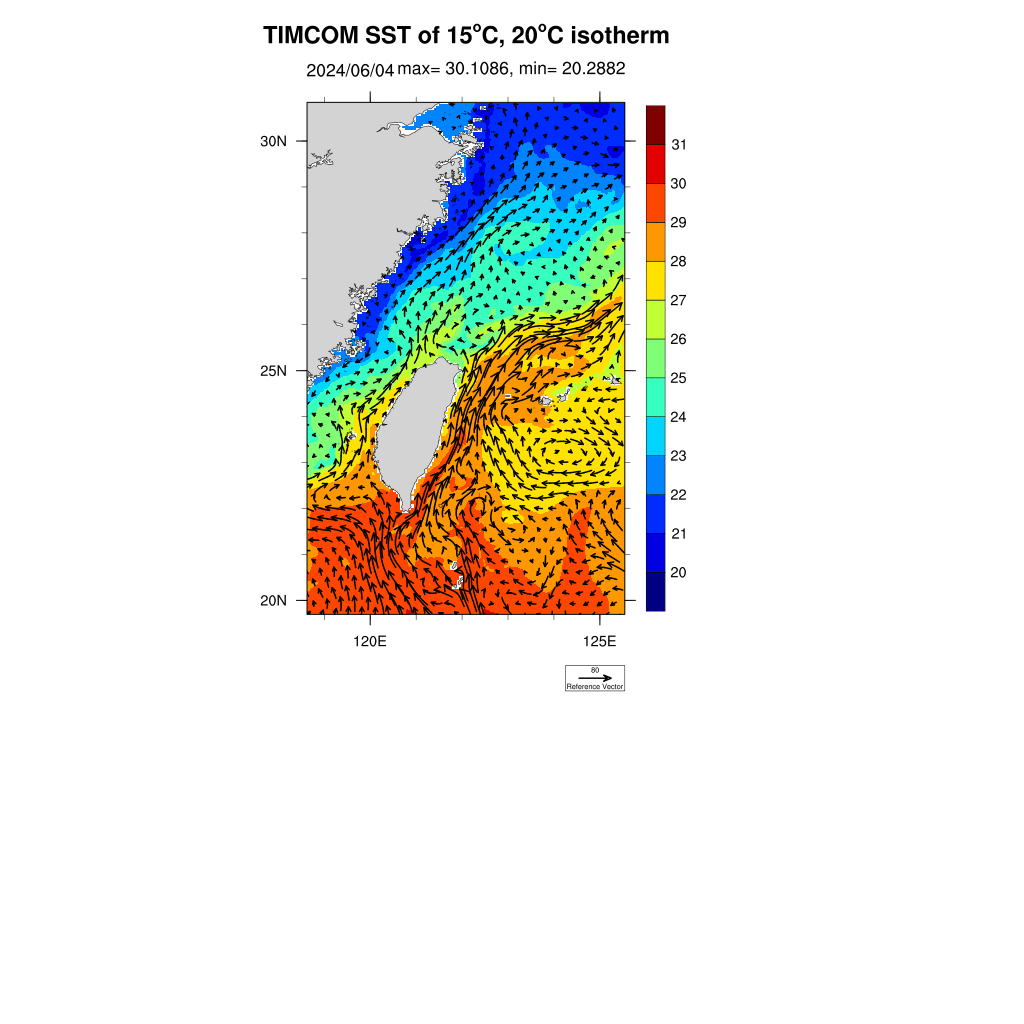 TIMCOM SST of 15°C, 20°C isotherm
2024/06/04 max= 30.1086, min= 20.2882
31
30N
30
29
28
27
26
25N
25
24
23
22
21
20
20N
120E 125E
80
Reference Vector